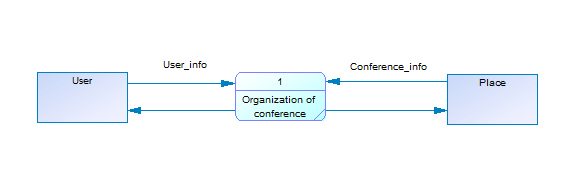 User_info
Conference_info
User
1
Place
Organization of
conference